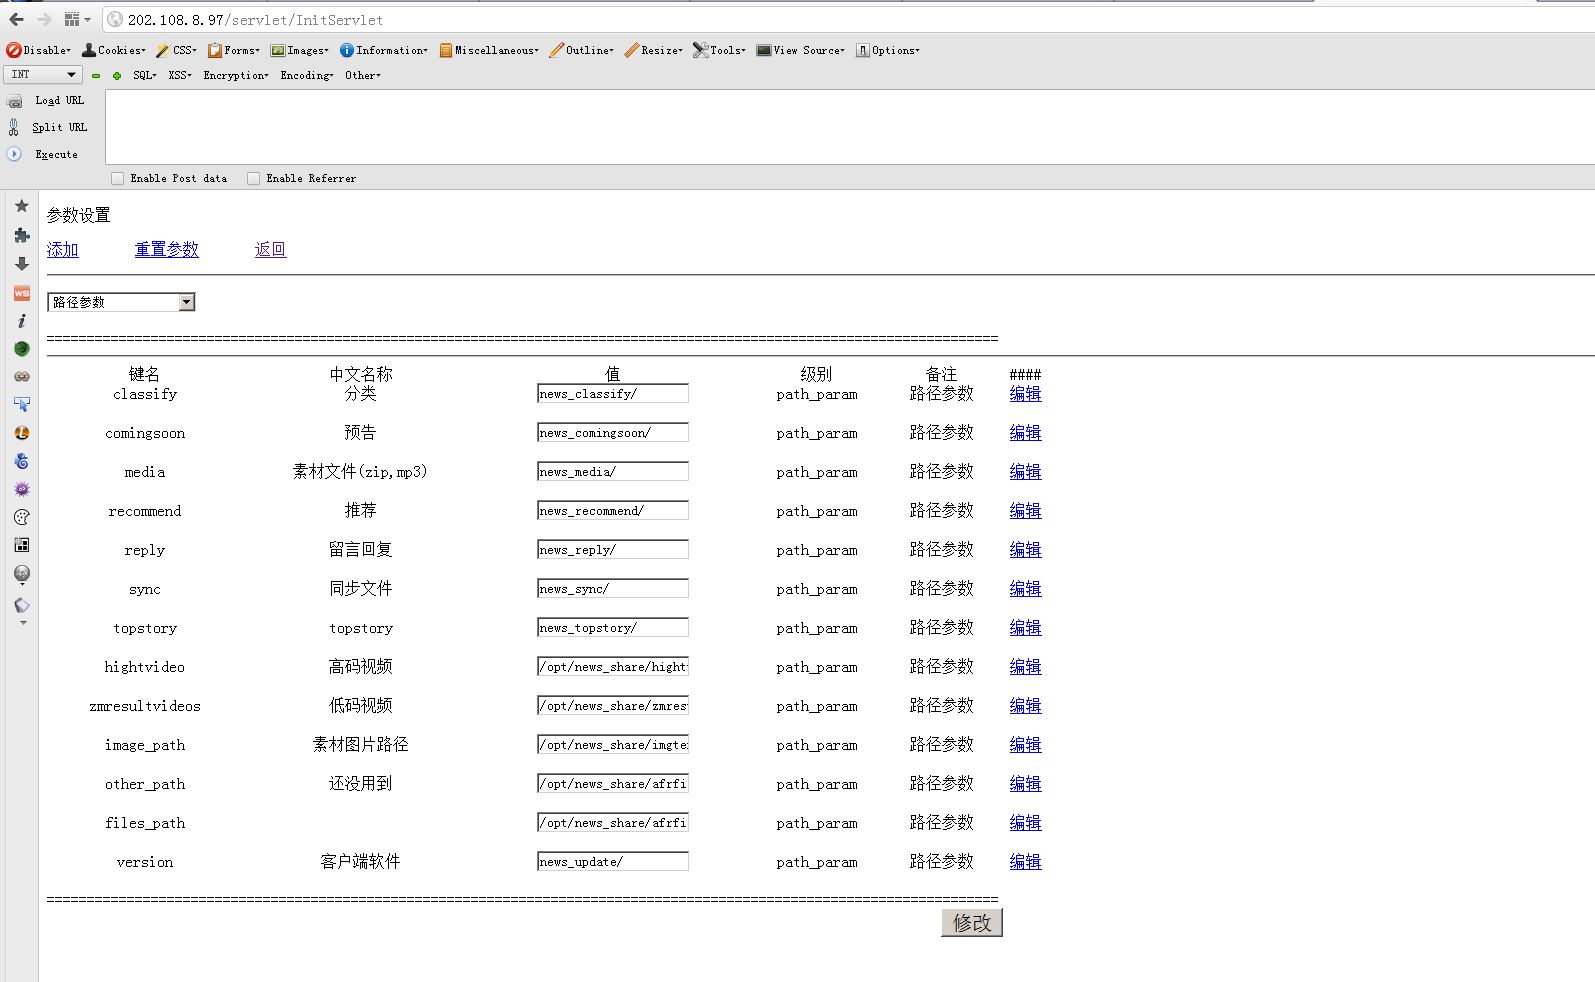 202.108.8.97/servlet/InitServlet
Disable Cookies CSS Forms Images Information Miscellaneous Outline Resize Tools View Source Options
INT SQL XSS Encryption Encoding Other
Load URL
Split URL
Execute
Enable Post data Enable Referrer
参数设置
添加 重置参数 返回
路径参数
========================================================================================================================
键名 中文名称 值 级别 备注 ####
classify 分类 news_classify/ path_param 路径参数 编辑
comingsoon 预告 news_comingsoon/ path_param 路径参数 编辑
media 素材文件(zip,mp3) news_media/ path_param 路径参数 编辑
recommend 推荐 news_recommend/ path_param 路径参数 编辑
reply 留言回复 news_reply/ path_param 路径参数 编辑
sync 同步文件 news_sync/ path_param 路径参数 编辑
topstory topstory news_topstory/ path_param 路径参数 编辑
hightvideo 高码视频 /opt/news_share/hight path_param 路径参数 编辑
zmresultvideos 低码视频 /opt/news_share/zmres path_param 路径参数 编辑
image_path 素材图片路径 /opt/news_share/imgte path_param 路径参数 编辑
other_path 还没用到 /opt/news_share/afrfi path_param 路径参数 编辑
files_path /opt/news_share/afrfi path_param 路径参数 编辑
version 客户端软件 news_update/ path_param 路径参数 编辑
========================================================================================================================
修改